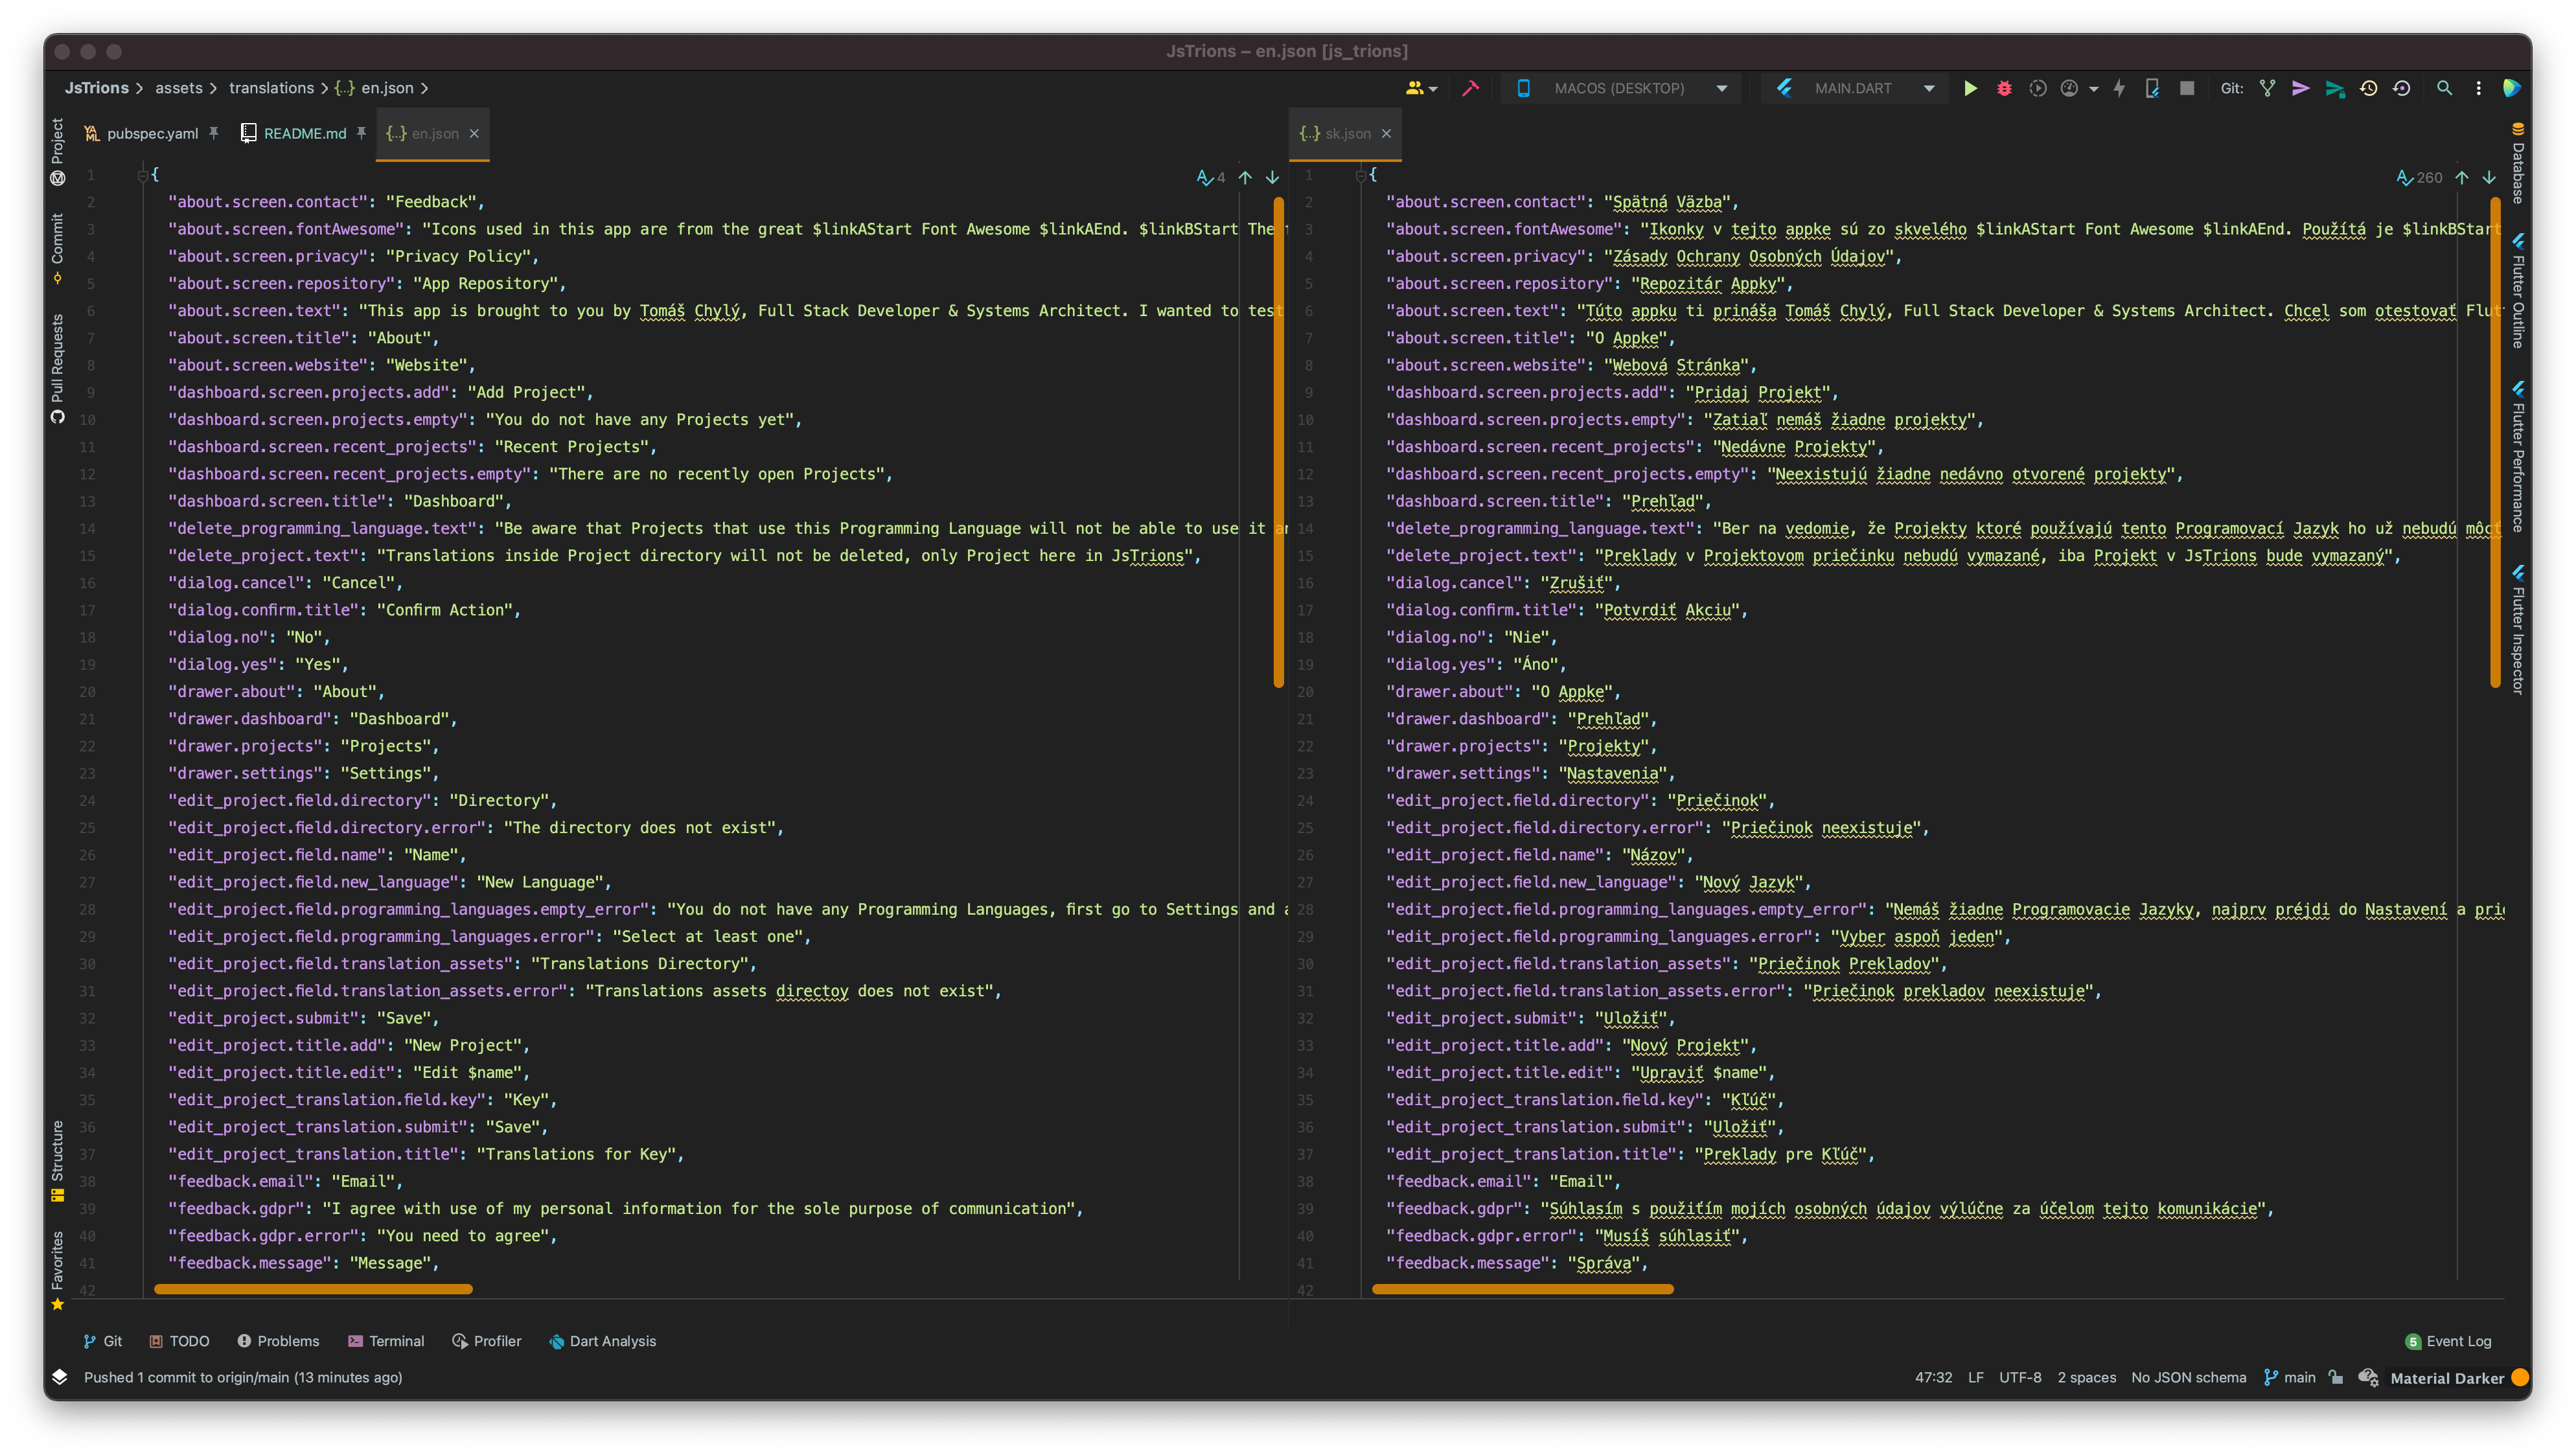 JsTrions – en.json [js_trions]
JsTrions > assets > translations > {..} en.json >
MACOS (DESKTOP)
MAIN.DART
Git:
Project
Commit
Pull Requests
Structure
Favorites
YAML pubspec.yaml
README.md
{..} en.json
4
1 {
2 "about.screen.contact": "Feedback",
3 "about.screen.fontAwesome": "Icons used in this app are from the great $linkAStart Font Awesome $linkAEnd. $linkBStart The
4 "about.screen.privacy": "Privacy Policy",
5 "about.screen.repository": "App Repository",
6 "about.screen.text": "This app is brought to you by Tomáš Chylý, Full Stack Developer & Systems Architect. I wanted to test
7 "about.screen.title": "About",
8 "about.screen.website": "Website",
9 "dashboard.screen.projects.add": "Add Project",
10 "dashboard.screen.projects.empty": "You do not have any Projects yet",
11 "dashboard.screen.recent_projects": "Recent Projects",
12 "dashboard.screen.recent_projects.empty": "There are no recently open Projects",
13 "dashboard.screen.title": "Dashboard",
14 "delete_programming_language.text": "Be aware that Projects that use this Programming Language will not be able to use it
15 "delete_project.text": "Translations inside Project directory will not be deleted, only Project here in JsTrions",
16 "dialog.cancel": "Cancel",
17 "dialog.confirm.title": "Confirm Action",
18 "dialog.no": "No",
19 "dialog.yes": "Yes",
20 "drawer.about": "About",
21 "drawer.dashboard": "Dashboard",
22 "drawer.projects": "Projects",
23 "drawer.settings": "Settings",
24 "edit_project.field.directory": "Directory",
25 "edit_project.field.directory.error": "The directory does not exist",
26 "edit_project.field.name": "Name",
27 "edit_project.field.new_language": "New Language",
28 "edit_project.field.programming_languages.empty_error": "You do not have any Programming Languages, first go to Settings and
29 "edit_project.field.programming_languages.error": "Select at least one",
30 "edit_project.field.translation_assets": "Translations Directory",
31 "edit_project.field.translation_assets.error": "Translations assets directoy does not exist",
32 "edit_project.submit": "Save",
33 "edit_project.title.add": "New Project",
34 "edit_project.title.edit": "Edit $name",
35 "edit_project_translation.field.key": "Key",
36 "edit_project_translation.submit": "Save",
37 "edit_project_translation.title": "Translations for Key",
38 "feedback.email": "Email",
39 "feedback.gdpr": "I agree with use of my personal information for the sole purpose of communication",
40 "feedback.gdpr.error": "You need to agree",
41 "feedback.message": "Message",
42
{..} sk.json
260
1 {
2 "about.screen.contact": "Spätná Väzba",
3 "about.screen.fontAwesome": "Ikonky v tejto appke sú zo skvelého $linkAStart Font Awesome $linkAEnd. Použítá je $linkBStart
4 "about.screen.privacy": "Zásady Ochrany Osobných Údajov",
5 "about.screen.repository": "Repozitár Appky",
6 "about.screen.text": "Túto appku ti prináša Tomáš Chylý, Full Stack Developer & Systems Architect. Chcel som otestovať Flut
7 "about.screen.title": "O Appke",
8 "about.screen.website": "Webová Stránka",
9 "dashboard.screen.projects.add": "Pridaj Projekt",
10 "dashboard.screen.projects.empty": "Zatiaľ nemáš žiadne projekty",
11 "dashboard.screen.recent_projects": "Nedávne Projekty",
12 "dashboard.screen.recent_projects.empty": "Neexistujú žiadne nedávno otvorené projekty",
13 "dashboard.screen.title": "Prehľad",
14 "delete_programming_language.text": "Ber na vedomie, že Projekty ktoré používajú tento Programovací Jazyk ho už nebudú môcť
15 "delete_project.text": "Preklady v Projektovom priečinku nebudú vymazané, iba Projekt v JsTrions bude vymazaný",
16 "dialog.cancel": "Zrušiť",
17 "dialog.confirm.title": "Potvrdiť Akciu",
18 "dialog.no": "Nie",
19 "dialog.yes": "Áno",
20 "drawer.about": "O Appke",
21 "drawer.dashboard": "Prehľad",
22 "drawer.projects": "Projekty",
23 "drawer.settings": "Nastavenia",
24 "edit_project.field.directory": "Priečinok",
25 "edit_project.field.directory.error": "Priečinok neexistuje",
26 "edit_project.field.name": "Názov",
27 "edit_project.field.new_language": "Nový Jazyk",
28 "edit_project.field.programming_languages.empty_error": "Nemáš žiadne Programovacie Jazyky, najprv préjdi do Nastavení a prid
29 "edit_project.field.programming_languages.error": "Vyber aspoň jeden",
30 "edit_project.field.translation_assets": "Priečinok Prekladov",
31 "edit_project.field.translation_assets.error": "Priečinok prekladov neexistuje",
32 "edit_project.submit": "Uložiť",
33 "edit_project.title.add": "Nový Projekt",
34 "edit_project.title.edit": "Upraviť $name",
35 "edit_project_translation.field.key": "Kľúč",
36 "edit_project_translation.submit": "Uložiť",
37 "edit_project_translation.title": "Preklady pre Kľúč",
38 "feedback.email": "Email",
39 "feedback.gdpr": "Súhlasím s použitím mojích osobných údajov výlúčne za účelom tejto komunikácie",
40 "feedback.gdpr.error": "Musíš súhlasiť",
41 "feedback.message": "Správa",
42
Database
Flutter Outline
Flutter Performance
Flutter Inspector
Git
TODO
Problems
Terminal
Profiler
Dart Analysis
5 Event Log
Pushed 1 commit to origin/main (13 minutes ago)
47:32 LF UTF-8 2 spaces No JSON schema main Material Darker